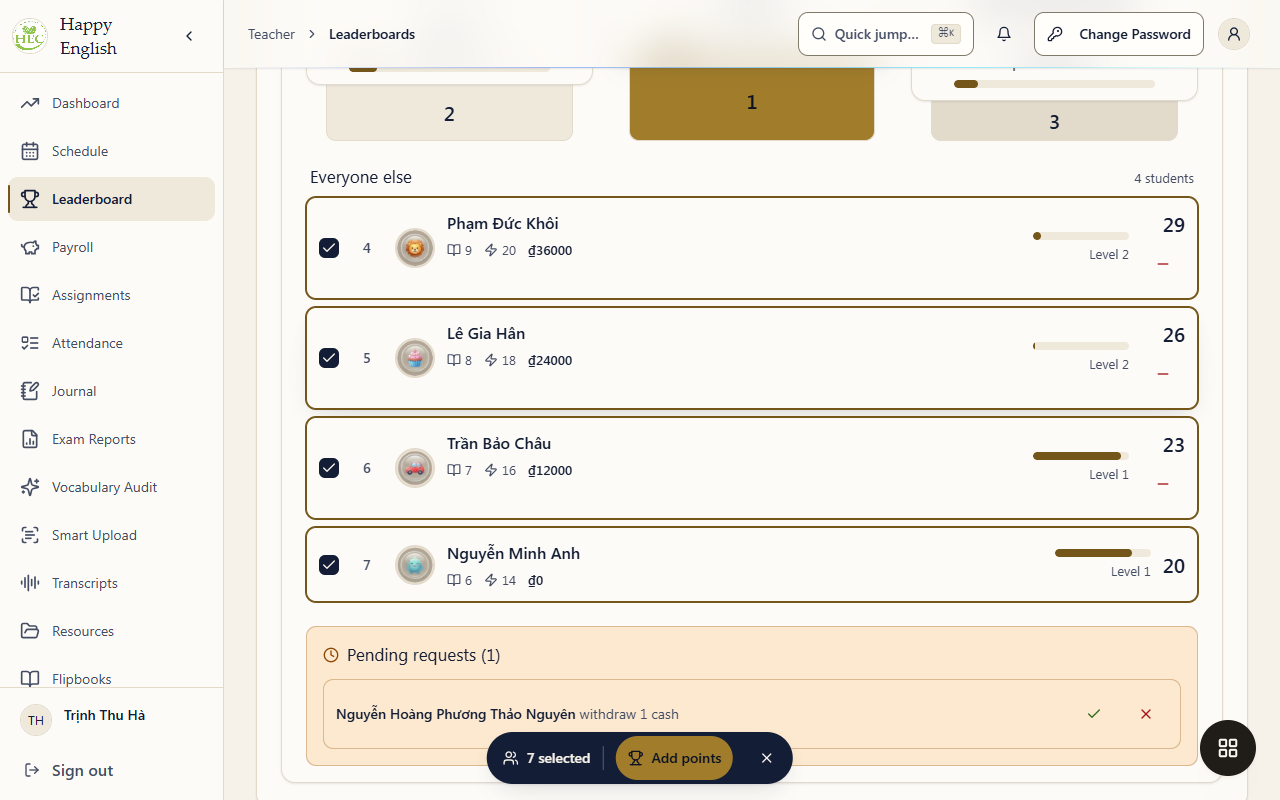 HEC
Happy
English
Teacher
Leaderboards
Quick jump...
⌘K
Change Password
Dashboard
Schedule
Leaderboard
Payroll
Assignments
Attendance
Journal
Exam Reports
Vocabulary Audit
Smart Upload
Transcripts
Resources
Flipbooks
TH
Trịnh Thu Hà
Sign out
2
1
3
Everyone else
4 students
4
Phạm Đức Khôi
9 20 ₫36000
Level 2
29
5
Lê Gia Hân
8 18 ₫24000
Level 2
26
6
Trần Bảo Châu
7 16 ₫12000
Level 1
23
7
Nguyễn Minh Anh
6 14 ₫0
Level 1
20
Pending requests (1)
Nguyễn Hoàng Phương Thảo Nguyên withdraw 1 cash
7 selected
Add points